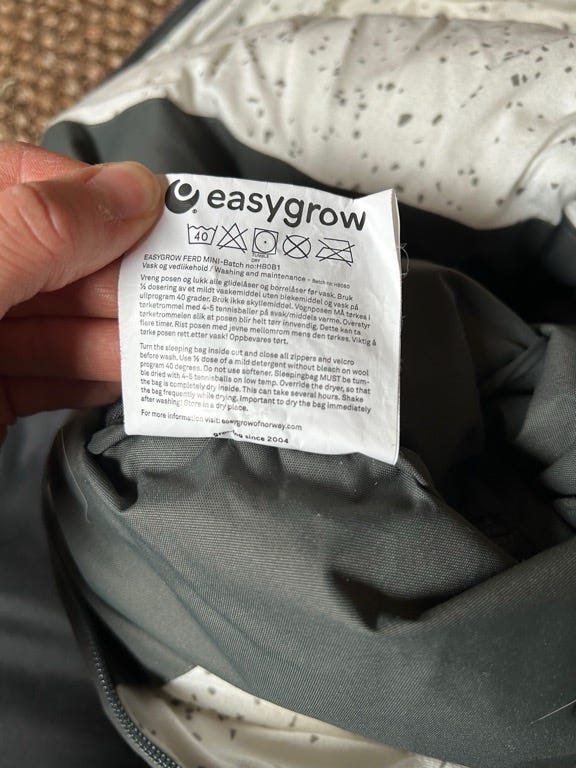 easygrow
40
TUMBLE
DRY
EASYGROW FERD MINI-Batch no:HB0B1
Vask og vedlikehold / Washing and maintenance - Batch no: HB080
Vreng posen og lukk alle glidelåser og borrelåser før vask. Bruk
½ dosering av et mildt vaskemiddel uten blekemiddel og vask på
ullprogram 40 grader. Bruk ikke skyllemiddel. Vognposen MÅ tørkes i
tørketrommel med 4-5 tennisballer på svak/middels varme. Overstyr
tørketrommelen slik at posen blir helt tørr innvendig. Dette kan ta
flere timer. Rist posen med jevne mellomrom mens den tørkes. Viktig å
tørke posen rett etter vask! Oppbevares tørt.
Turn the sleeping bag inside out and close all zippers and velcro
before wash. Use ½ dose of a mild detergent without bleach on wool
program 40 degrees. Do not use softener. Sleepingbag MUST be tum-
ble dried with 4-5 tennisballs on low temp. Override the dryer, so that
the bag is completely dry inside. This can take several hours. Shake
the bag frequently while drying. Important to dry the bag immediately
after washing! Store in a dry place.
For more information visit: easygrowofnorway.com
growing since 2004